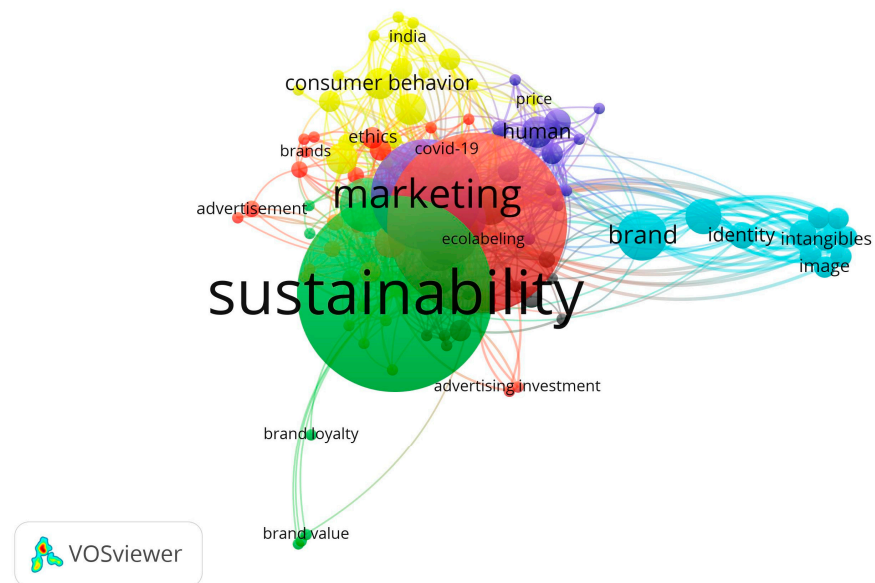 india
consumer behavior
price
human
ethics
covid-19
brands
marketing
advertisement
brand
identity
intangibles
ecolabeling
image
sustainability
advertising investment
brand loyalty
brand value
VOSviewer